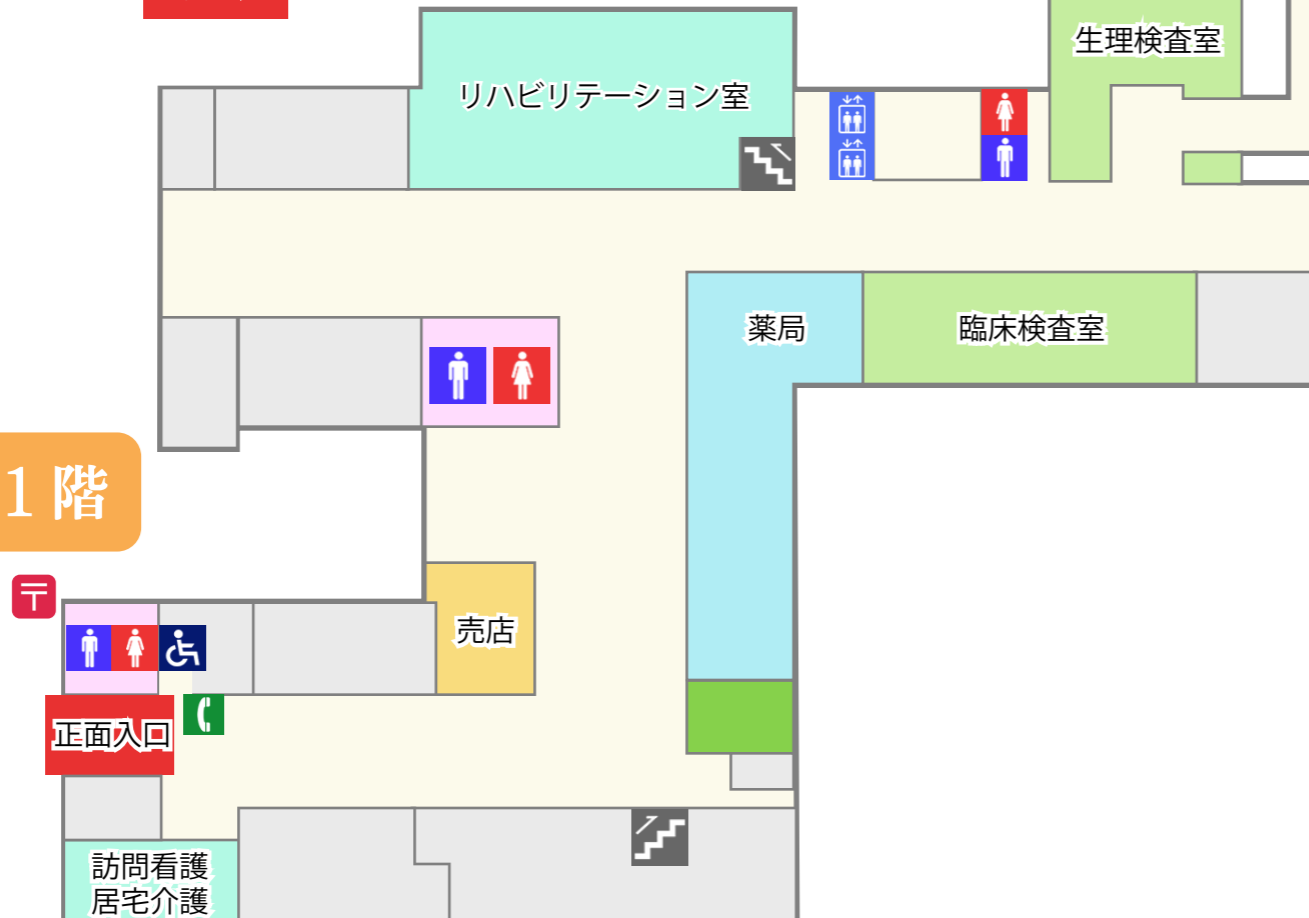 生理検査室
リハビリテーション室
薬局
臨床検査室
1階
〒
売店
正面入口
訪問看護
居宅介護